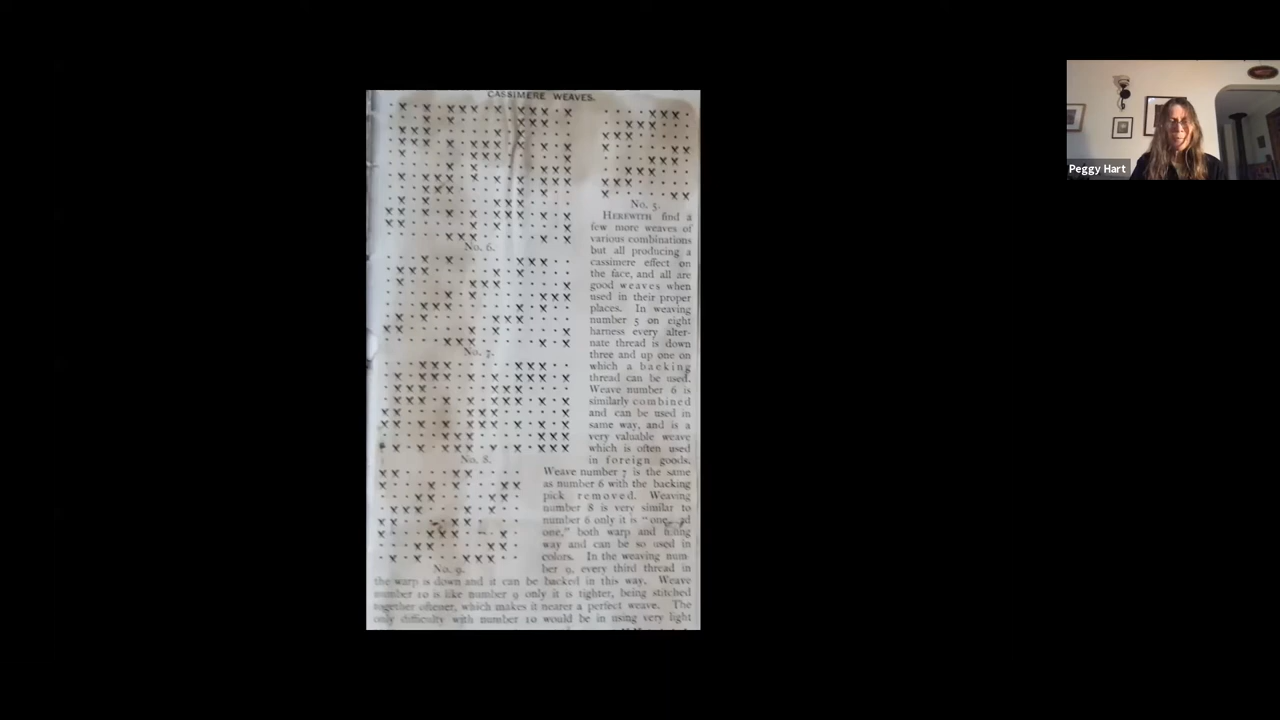 CASSIMERE WEAVES.
No. 5.
No. 6.
HEREWITH find a
few more weaves of
various combinations
but all producing a
cassimere effect on
the face, and all are
good weaves when
used in their proper
places. In weaving
number 5 on eight
harness every alter-
nate thread is down
three and up one on
which a backing
thread can be used.
Weave number 6 is
similarly combined
and can be used in
same way, and is a
very valuable weave
which is often used
in foreign goods.
No. 7.
No. 8.
Weave number 7 is the same
as number 6 with the backing
pick removed. Weaving
number 8 is very similar to
number 6 only it is "one and
one," both warp and filling
way and can be so used in
colors. In the weaving num-
ber 9, every third thread in
No. 9.
the warp is down and it can be backed in this way. Weave
number 10 is like number 9 only it is tighter, being stitched
together oftener, which makes it nearer a perfect weave. The
only difficulty with number 10 would be in using very light
Peggy Hart